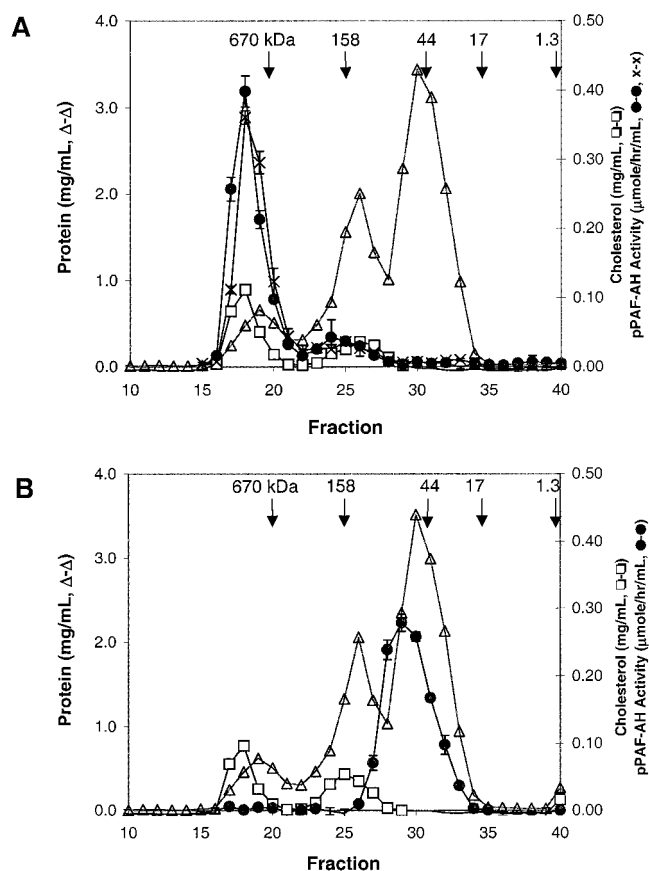 A
670 kDa 158 44 17 1.3
4.0
3.0
2.0
1.0
0.0
Protein (mg/mL, Δ-Δ)
0.50
0.40
0.30
0.20
0.10
0.00
Cholesterol (mg/mL, □-□)
pPAF-AH Activity (μmole/hr/mL, ●-●, x-x)
10 15 20 25 30 35 40
Fraction
B
670 kDa 158 44 17 1.3
4.0
3.0
2.0
1.0
0.0
Protein (mg/mL, Δ-Δ)
0.50
0.40
0.30
0.20
0.10
0.00
Cholesterol (mg/mL, □-□)
pPAF-AH Activity (μmole/hr/mL, ●-●)
10 15 20 25 30 35 40
Fraction